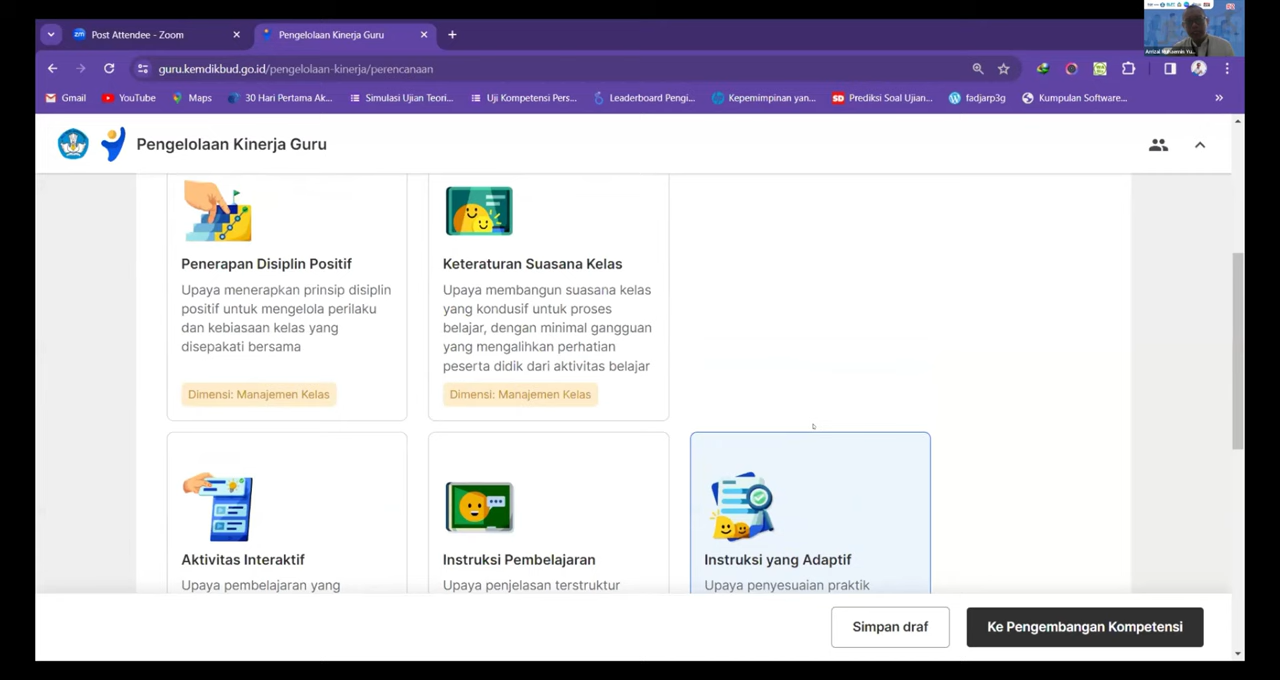 Post Attendee - Zoom
Pengelolaan Kinerja Guru
guru.kemdikbud.go.id/pengelolaan-kinerja/perencanaan
Gmail
YouTube
Maps
30 Hari Pertama Ak...
Simulasi Ujian Teori...
Uji Kompetensi Pers...
Leaderboard Pengi...
Kepemimpinan yan...
SD
Prediksi Soal Ujian...
fadjarp3g
Kumpulan Software...
Pengelolaan Kinerja Guru
Penerapan Disiplin Positif
Upaya menerapkan prinsip disiplin
positif untuk mengelola perilaku
dan kebiasaan kelas yang
disepakati bersama
Dimensi: Manajemen Kelas
Keteraturan Suasana Kelas
Upaya membangun suasana kelas
yang kondusif untuk proses
belajar, dengan minimal gangguan
yang mengalihkan perhatian
peserta didik dari aktivitas belajar
Dimensi: Manajemen Kelas
Aktivitas Interaktif
Upaya pembelajaran yang
Instruksi Pembelajaran
Upaya penjelasan terstruktur
Instruksi yang Adaptif
Upaya penyesuaian praktik
Simpan draf
Ke Pengembangan Kompetensi